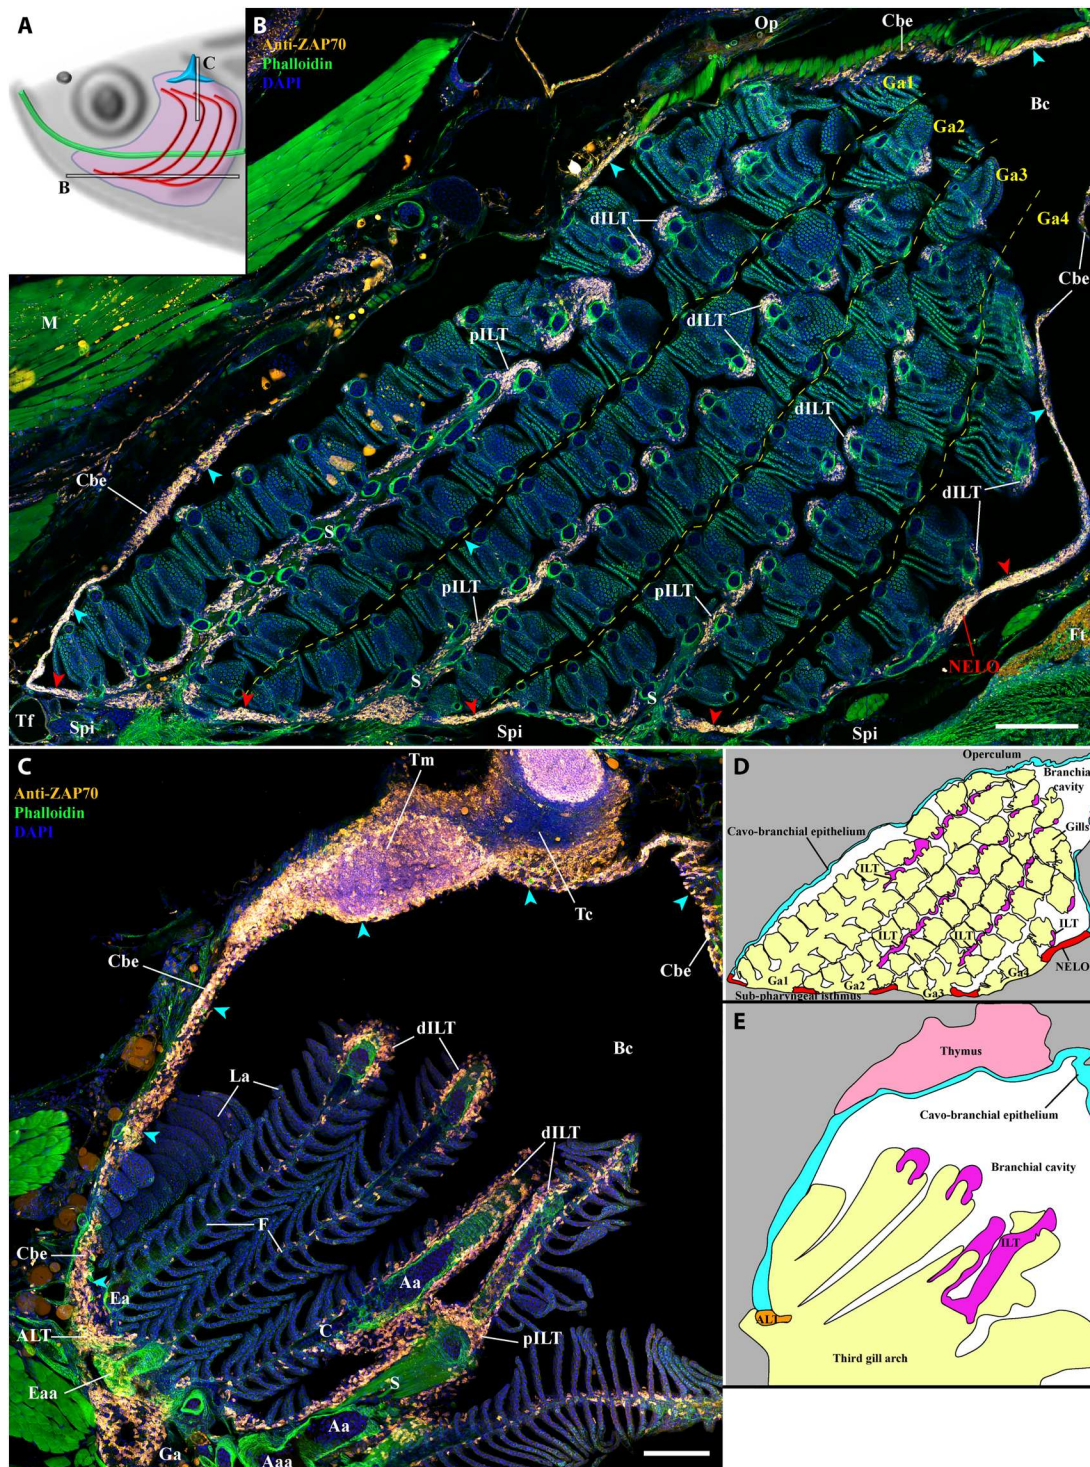 A
C
B
B
Anti-ZAP70
Phalloidin
DAPI
Op
Cbe
Bc
Ga1
Ga2
Ga3
Ga4
Cbe
dILT
M
pILT
dILT
dILT
Cbe
S
dILT
pILT
pILT
S
S
NELO
Ft
Tf
Spi
Spi
Spi
C
Anti-ZAP70
Phalloidin
DAPI
Tm
Tc
Cbe
Cbe
dILT
La
Bc
dILT
F
Cbe
Ea
Aa
ALT
C
pILT
Eaa
S
Ga
Aa
Aaa
D
Operculum
Branchial
cavity
Cavo-branchial epithelium
Gills
ILT
ILT
ILT
ILT
NELO
Ga1
Ga2
Ga3
Ga4
Sub-pharyngeal isthmus
E
Thymus
Cavo-branchial epithelium
Branchial cavity
ILT
ALT
Third gill arch